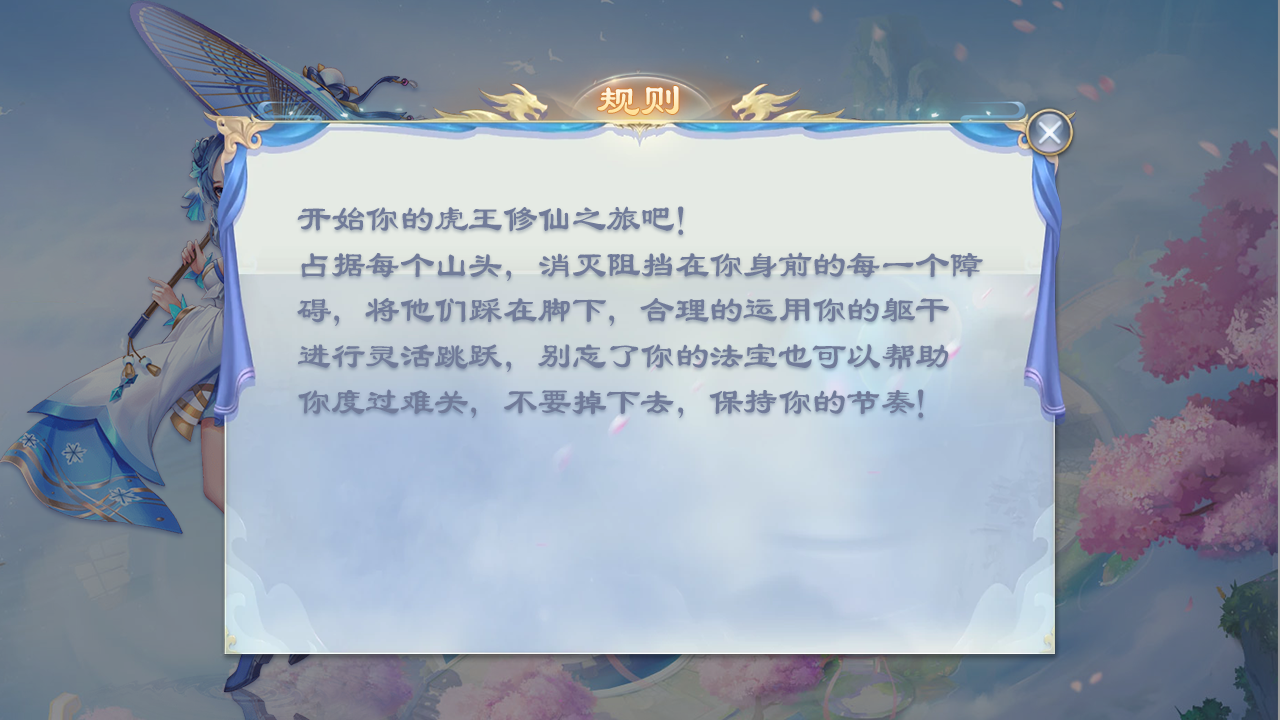 规则
开始你的虎王修仙之旅吧！
占据每个山头，消灭阻挡在你身前的每一个障
碍，将他们踩在脚下，合理的运用你的躯干
进行灵活跳跃，别忘了你的法宝也可以帮助
你度过难关，不要掉下去，保持你的节奏！